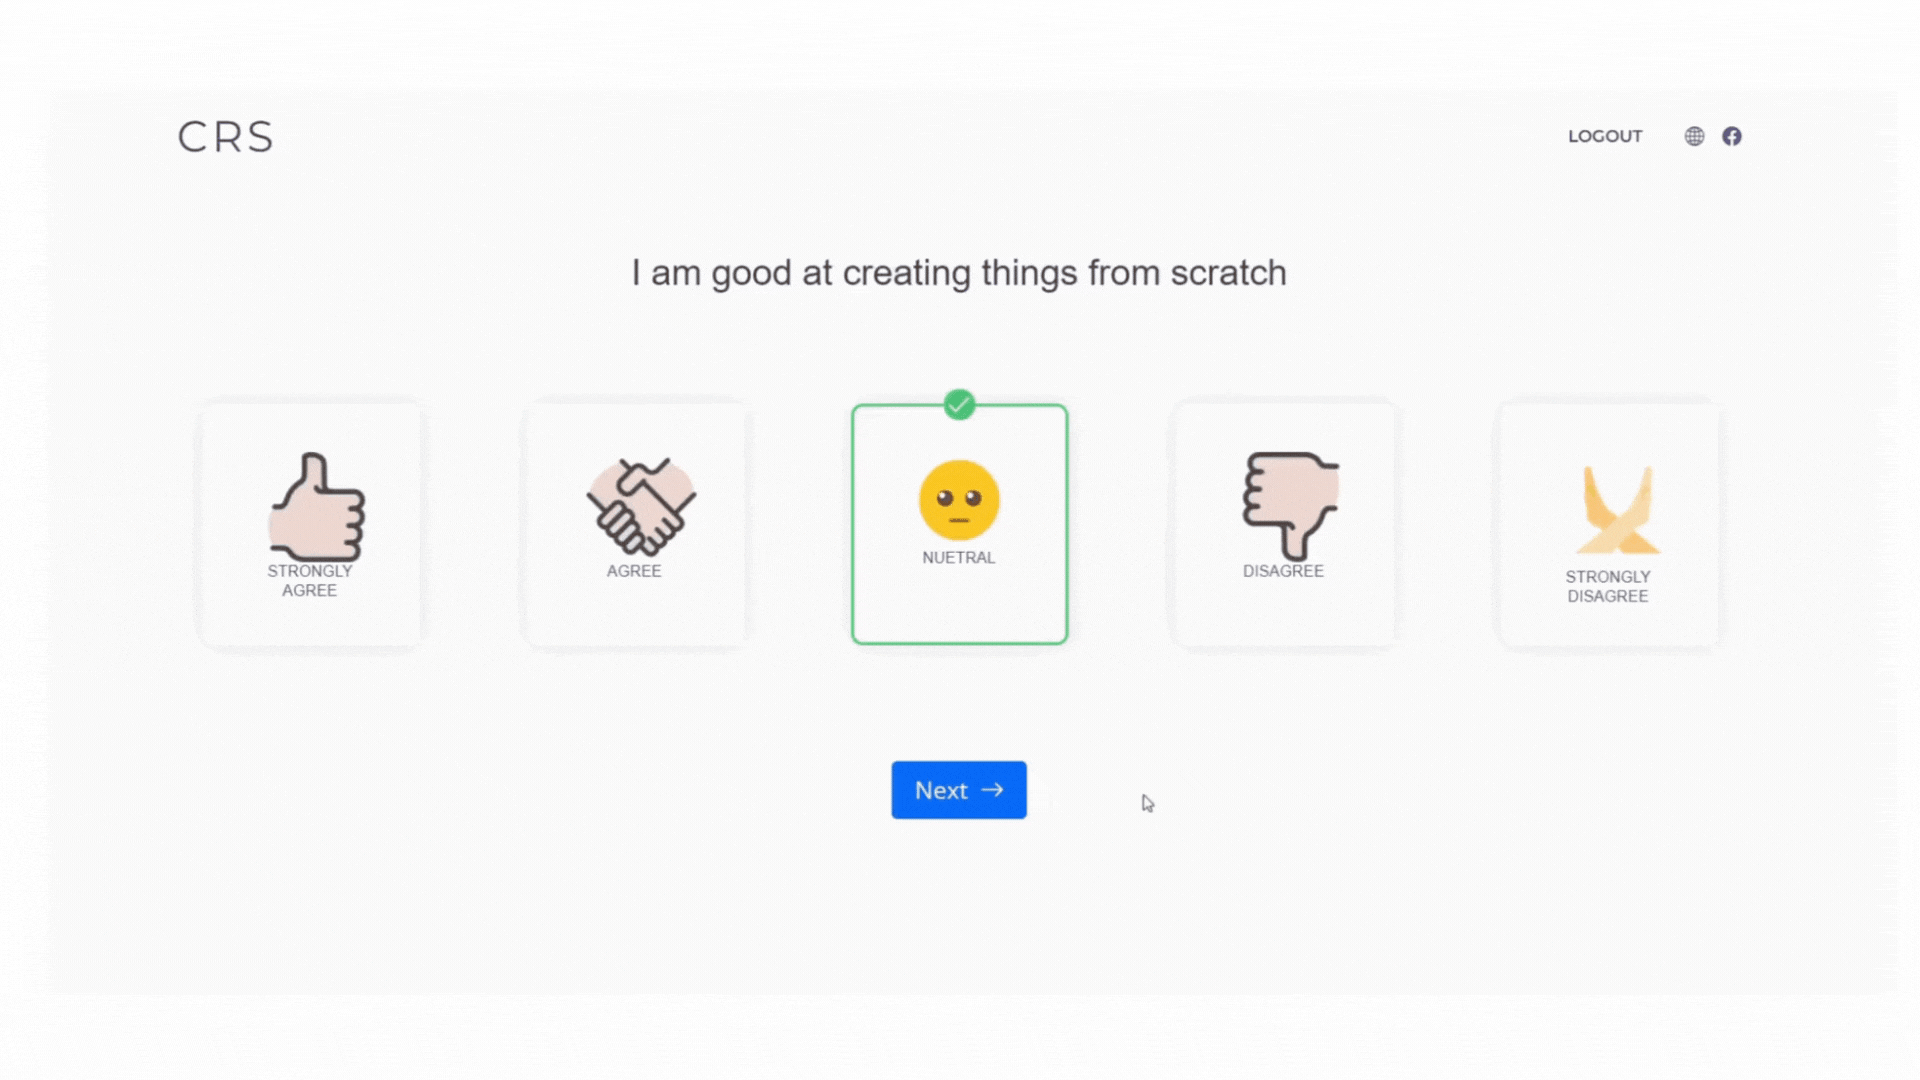 CRS
LOGOUT
I am good at creating things from scratch
STRONGLY
AGREE
AGREE
NUETRAL
DISAGREE
STRONGLY
DISAGREE
Next